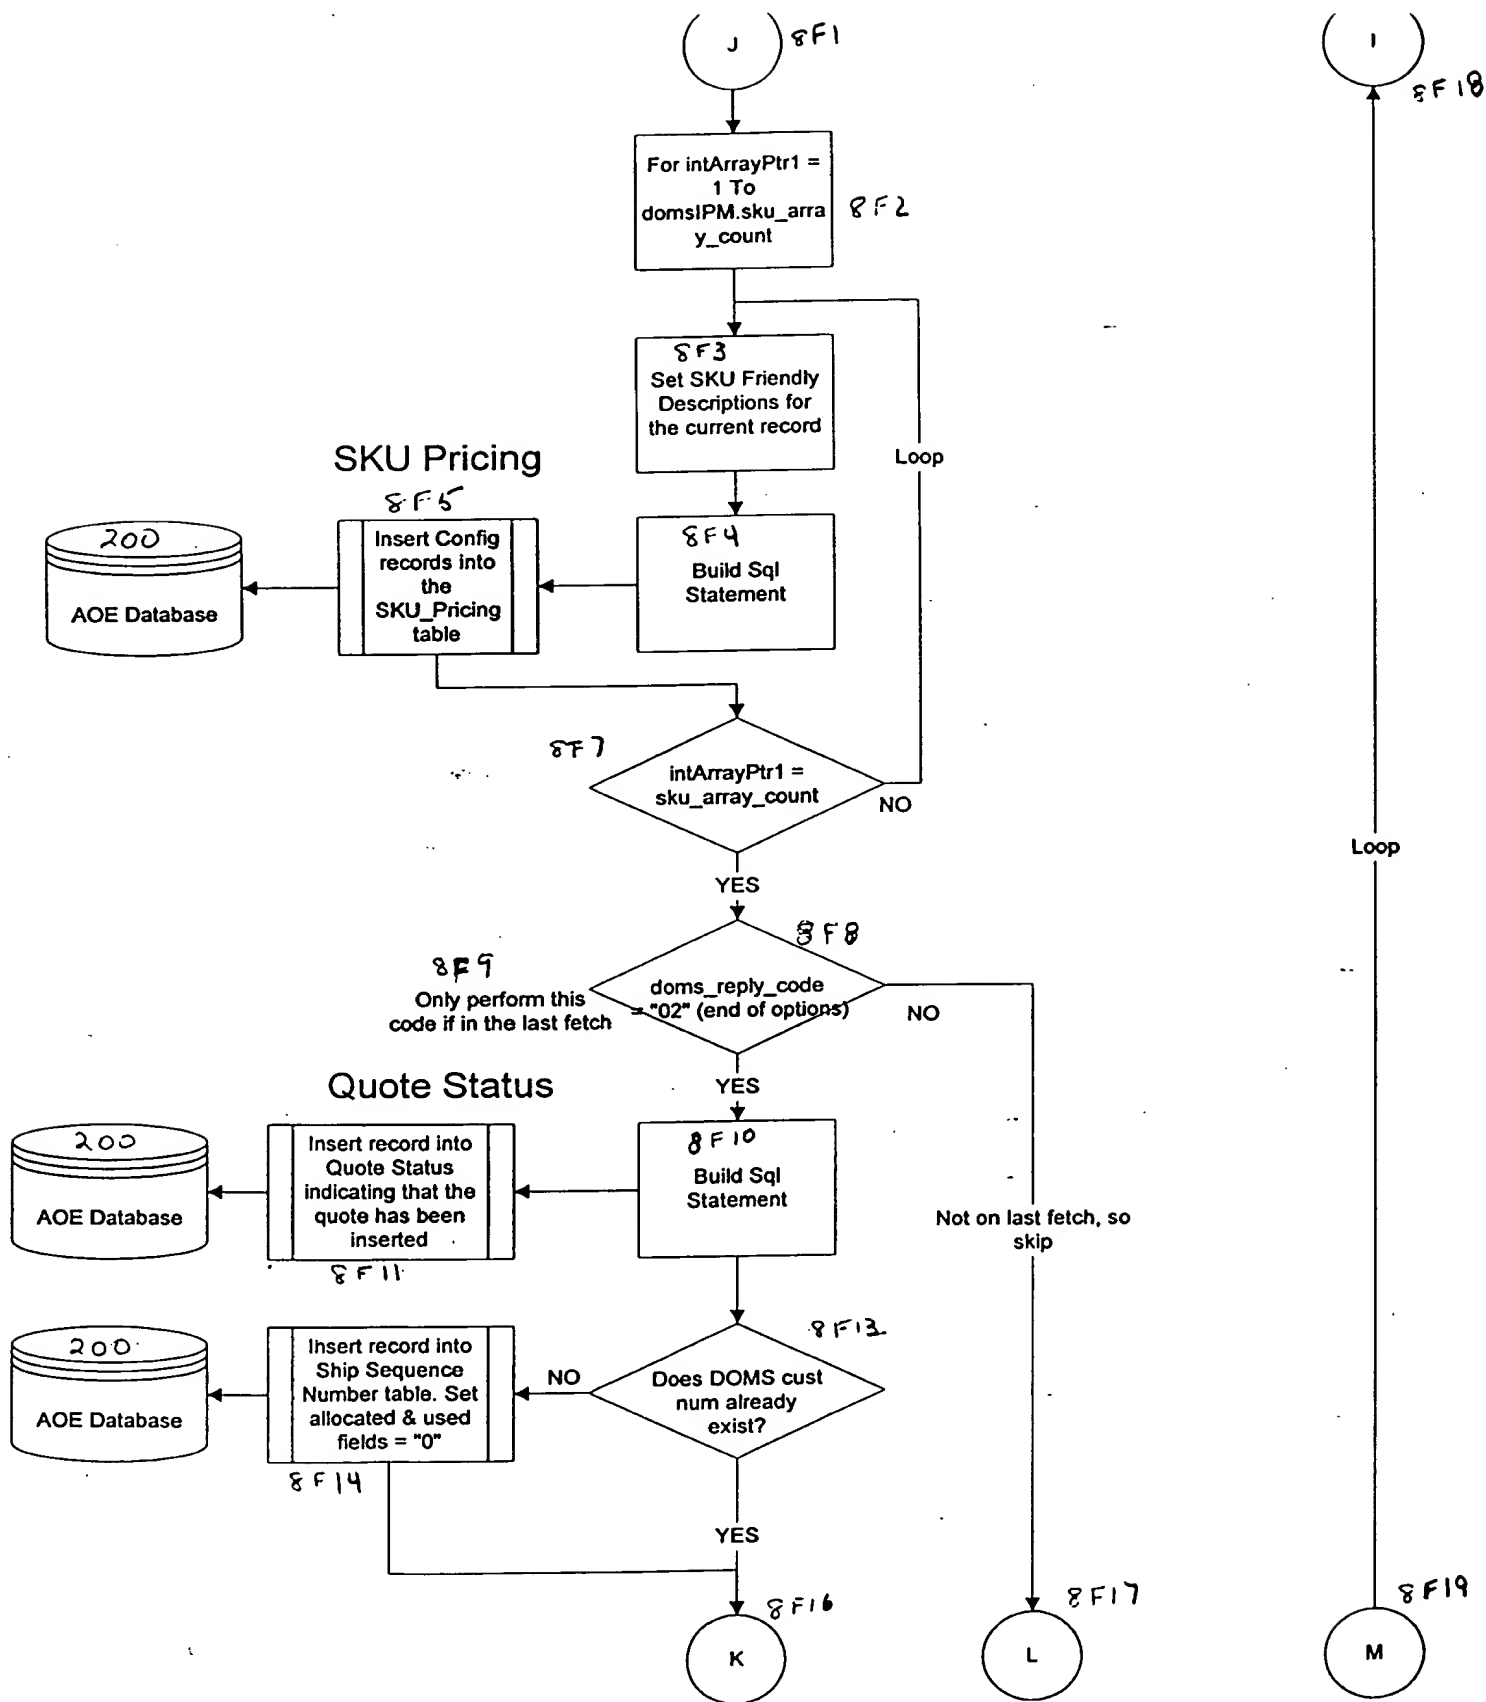 J
8F1
I
8F18
For intArrayPtr1 =
1 To
domsIPM.sku_arra
y_count
8F2
8F3
Set SKU Friendly
Descriptions for
the current record
Loop
SKU Pricing
8F5
200
AOE Database
Insert Config
records into
the
SKU_Pricing
table
8F4
Build Sql
Statement
8F7
intArrayPtr1 =
sku_array_count
NO
Loop
YES
8F8
8F9
Only perform this
code if in the last fetch
doms_reply_code
= "02" (end of options)
NO
YES
Quote Status
200
AOE Database
Insert record into
Quote Status
indicating that the
quote has been
inserted
8F11
8F10
Build Sql
Statement
Not on last fetch, so
skip
200
AOE Database
Insert record into
Ship Sequence
Number table. Set
allocated & used
fields = "0"
8F14
NO
8F13
Does DOMS cust
num already
exist?
YES
8F16
K
8F17
L
8F19
M